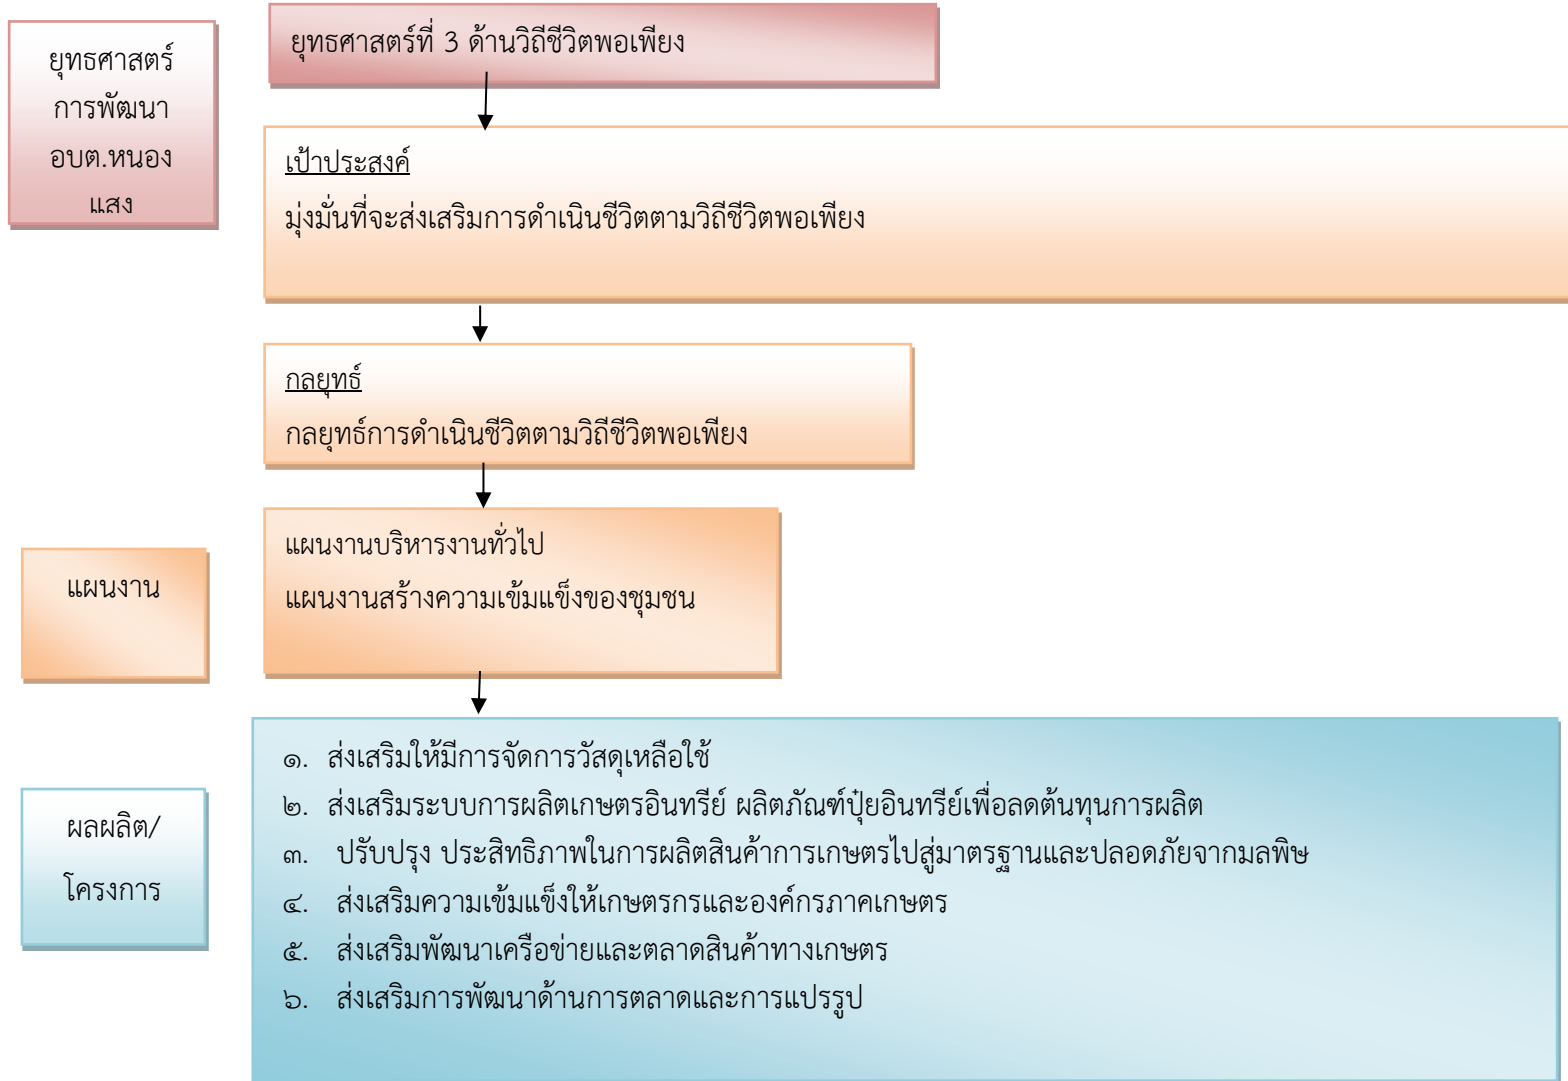 ยุทธศาสตร์
การพัฒนา
อบต.หนอง
แสง
ยุทธศาสตร์ที่ 3 ด้านวิถีชีวิตพอเพียง
เป้าประสงค์
มุ่งมั่นที่จะส่งเสริมการดำเนินชีวิตตามวิถีชีวิตพอเพียง
กลยุทธ์
กลยุทธ์การดำเนินชีวิตตามวิถีชีวิตพอเพียง
แผนงาน
แผนงานบริหารงานทั่วไป
แผนงานสร้างความเข้มแข็งของชุมชน
ผลผลิต/
โครงการ
๑. ส่งเสริมให้มีการจัดการวัสดุเหลือใช้
๒. ส่งเสริมระบบการผลิตเกษตรอินทรีย์ ผลิตภัณฑ์ปุ๋ยอินทรีย์เพื่อลดต้นทุนการผลิต
๓. ปรับปรุง ประสิทธิภาพในการผลิตสินค้าการเกษตรไปสู่มาตรฐานและปลอดภัยจากมลพิษ
๔. ส่งเสริมความเข้มแข็งให้เกษตรกรและองค์กรภาคเกษตร
๕. ส่งเสริมพัฒนาเครือข่ายและตลาดสินค้าทางเกษตร
๖. ส่งเสริมการพัฒนาด้านการตลาดและการแปรรูป